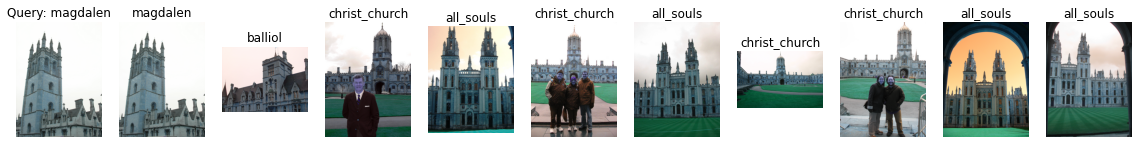 Query: magdalen
magdalen
balliol
christ_church
all_souls
christ_church
all_souls
christ_church
christ_church
all_souls
all_souls